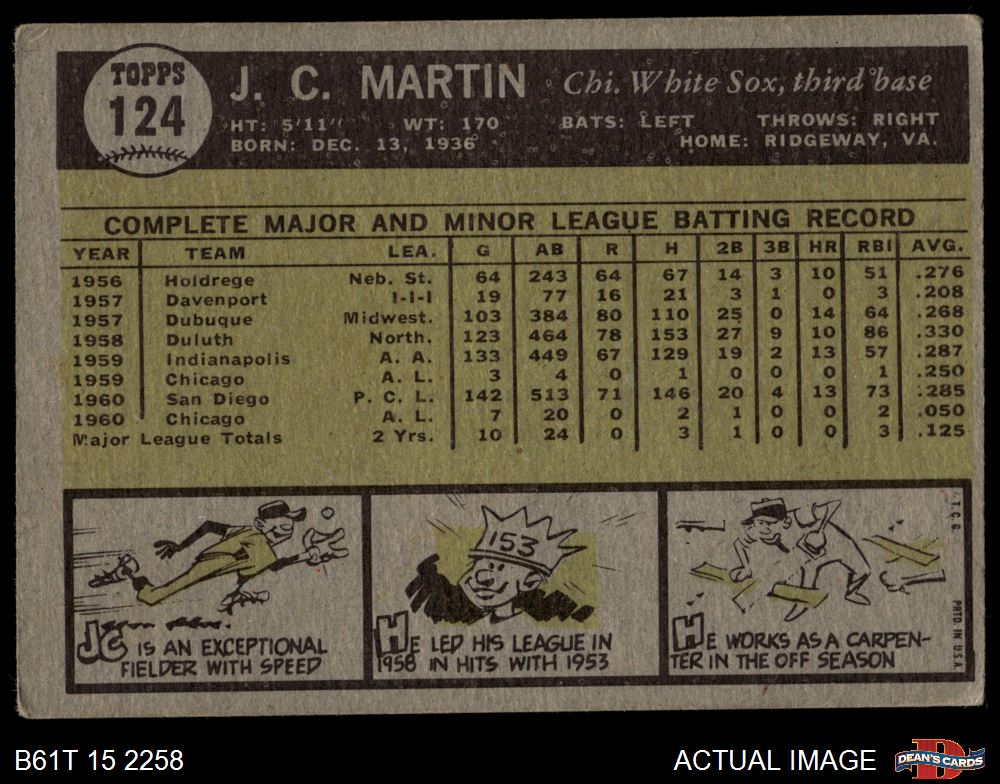 TOPPS
124
J. C. MARTIN Chi. White Sox, third base
HT: 5'11" WT: 170 BATS: LEFT THROWS: RIGHT
BORN: DEC. 13, 1936 HOME: RIDGEWAY, VA.
COMPLETE MAJOR AND MINOR LEAGUE BATTING RECORD
YEAR TEAM LEA. G AB R H 2B 3B HR RBI AVG.
1956 Holdrege Neb. St. 64 243 64 67 14 3 10 51 .276
1957 Davenport I-I-I 19 77 16 21 3 1 0 3 .208
1957 Dubuque Midwest. 103 384 80 110 25 0 14 64 .268
1958 Duluth North. 123 464 78 153 27 9 10 86 .330
1959 Indianapolis A. A. 133 449 67 129 19 2 13 57 .287
1959 Chicago A. L. 3 4 0 1 0 0 0 1 .250
1960 San Diego P. C. L. 142 513 71 146 20 4 13 73 .285
1960 Chicago A. L. 7 20 0 2 1 0 0 2 .050
Major League Totals 2 Yrs. 10 24 0 3 1 0 0 3 .125
JC IS AN EXCEPTIONAL
FIELDER WITH SPEED
153
HE LED HIS LEAGUE IN
1958 IN HITS WITH 1953
HE WORKS AS A CARPEN-
TER IN THE OFF SEASON
T. C. G.
PRTD. IN U.S.A.
B61T 15 2258
ACTUAL IMAGE
DEAN'S CARDS